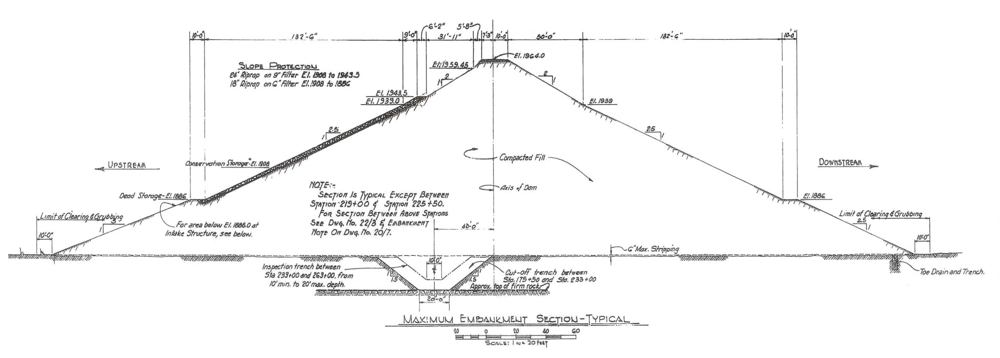 6'-2"
5'-8"
10'-0"
132'-6"
9'-0"
31'-11"
7'-3"
10'-0"
50'-0"
132'-6"
10'-0"
El. 1964.0
SLOPE PROTECTION
24" Riprap on 9" Filter El. 1908 to 1943.5
18" Riprap on 6" Filter El. 1908 to 1886
El. 1959.45
2
1
2
1
El. 1943.5
El. 1939.0
El. 1939
2.5
1
2.5
1
Conservation Storage - El. 1908
Compacted Fill
UPSTREAM
DOWNSTREAM
Axis of Dam
NOTE:-
SECTION IS TYPICAL EXCEPT BETWEEN
STATION 219+00 & STATION 225+50.
FOR SECTION BETWEEN ABOVE STATIONS
SEE DWG. NO. 22/3 & EMBANKMENT
NOTE ON DWG. NO. 20/7.
Dead Storage - El. 1886
El. 1886
Limit of Clearing & Grubbing
3
1
For area below El. 1886.0 at
Intake Structure, see below.
Limit of Clearing & Grubbing
2.5
1
10'-0"
40'-0"
10'-0"
6" Max. Stripping
10'-0"
Inspection trench between
Sta 233+00 and 263+00, from
10' min. to 20' max. depth.
1
1.5
1
1.5
Cut-off trench between
Sta. 175+50 and Sta. 233+00
Approx. top of firm rock
Toe Drain and Trench.
20'-0"
MAXIMUM EMBANKMENT SECTION-TYPICAL
20 0 20 40 60
SCALE: 1 IN = 20 FEET